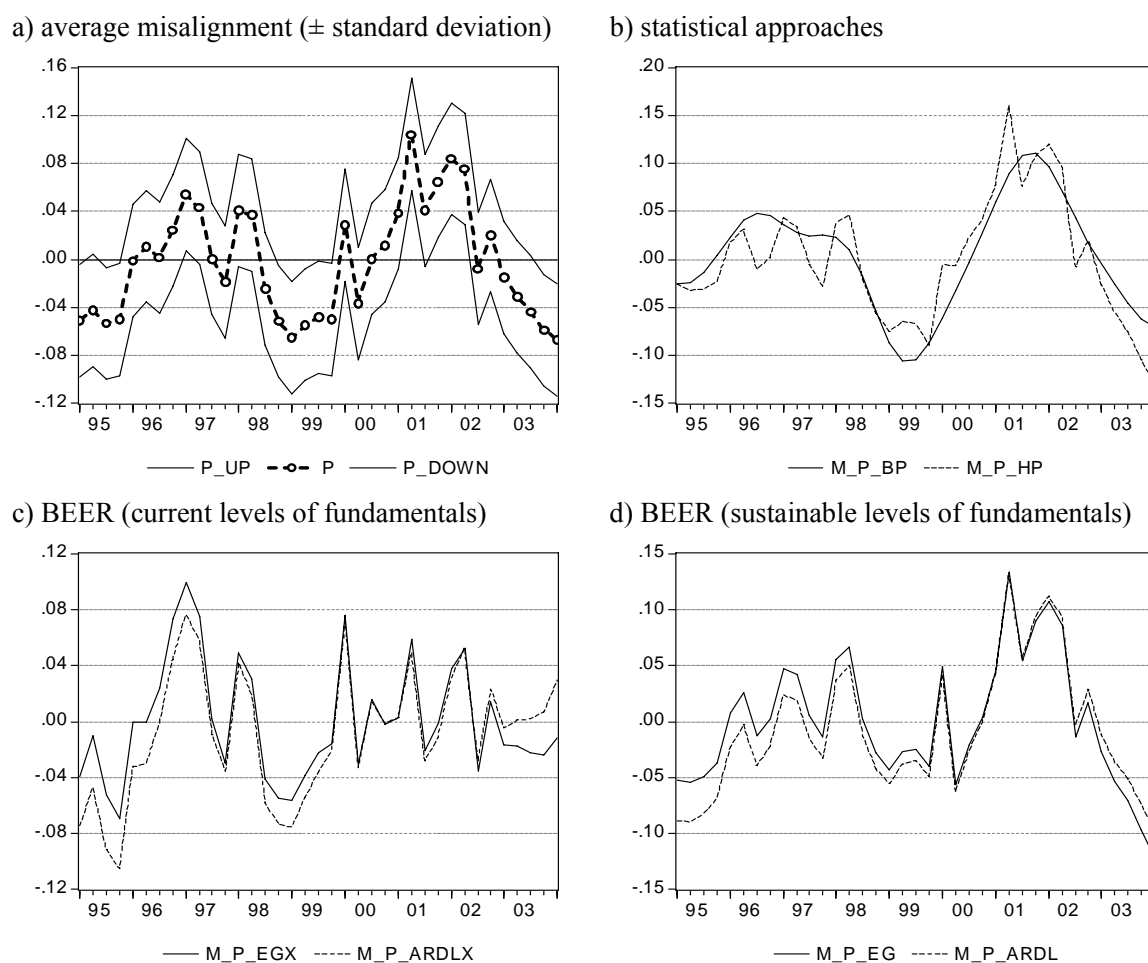 a) average misalignment (± standard deviation)
.16
.12
.08
.04
.00
-.04
-.08
-.12
95 96 97 98 99 00 01 02 03
P_UP P P_DOWN
b) statistical approaches
.20
.15
.10
.05
.00
-.05
-.10
-.15
95 96 97 98 99 00 01 02 03
M_P_BP M_P_HP
c) BEER (current levels of fundamentals)
.12
.08
.04
.00
-.04
-.08
-.12
95 96 97 98 99 00 01 02 03
M_P_EGX M_P_ARDLX
d) BEER (sustainable levels of fundamentals)
.15
.10
.05
.00
-.05
-.10
-.15
95 96 97 98 99 00 01 02 03
M_P_EG M_P_ARDL